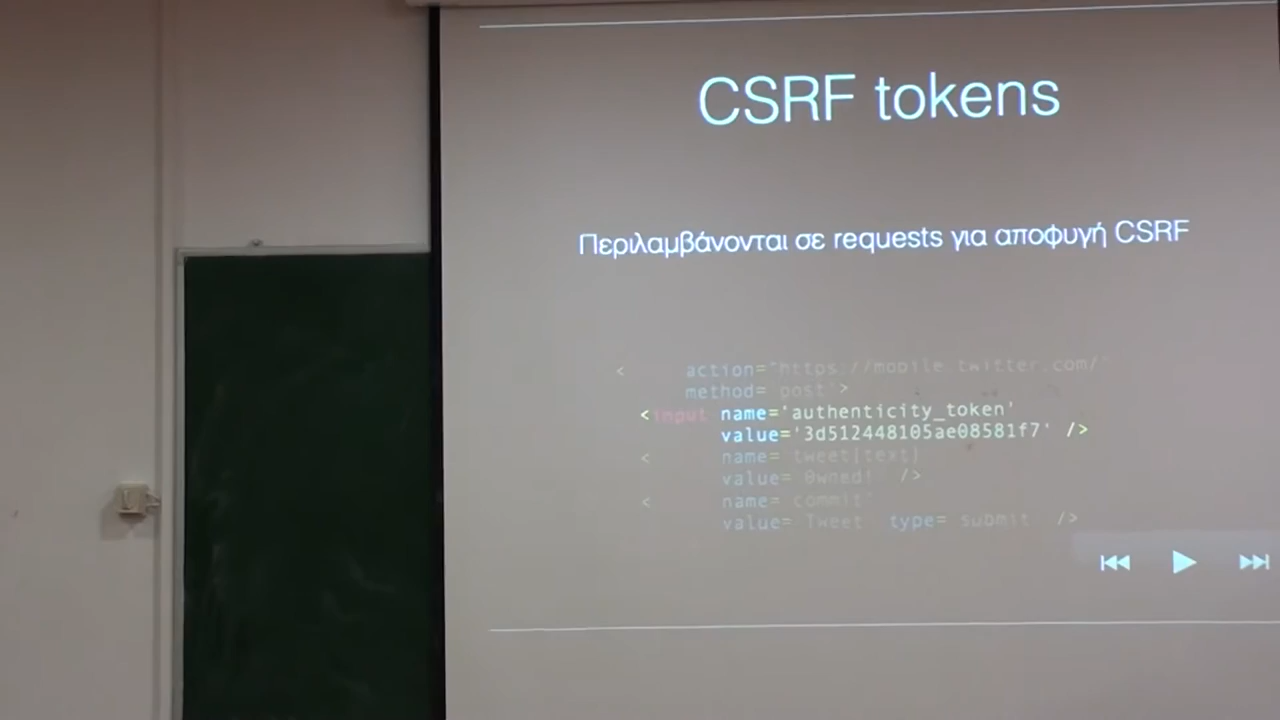 CSRF tokens
Περιλαμβάνονται σε requests για αποφυγή CSRF
< action="https://mobile.twitter.com/'
method='post'>
<input name='authenticity_token'
value='3d512448105ae08581f7' />
< name='tweet[text]
value='0wned!' />
< name='commit'
value='Tweet' type='submit' />